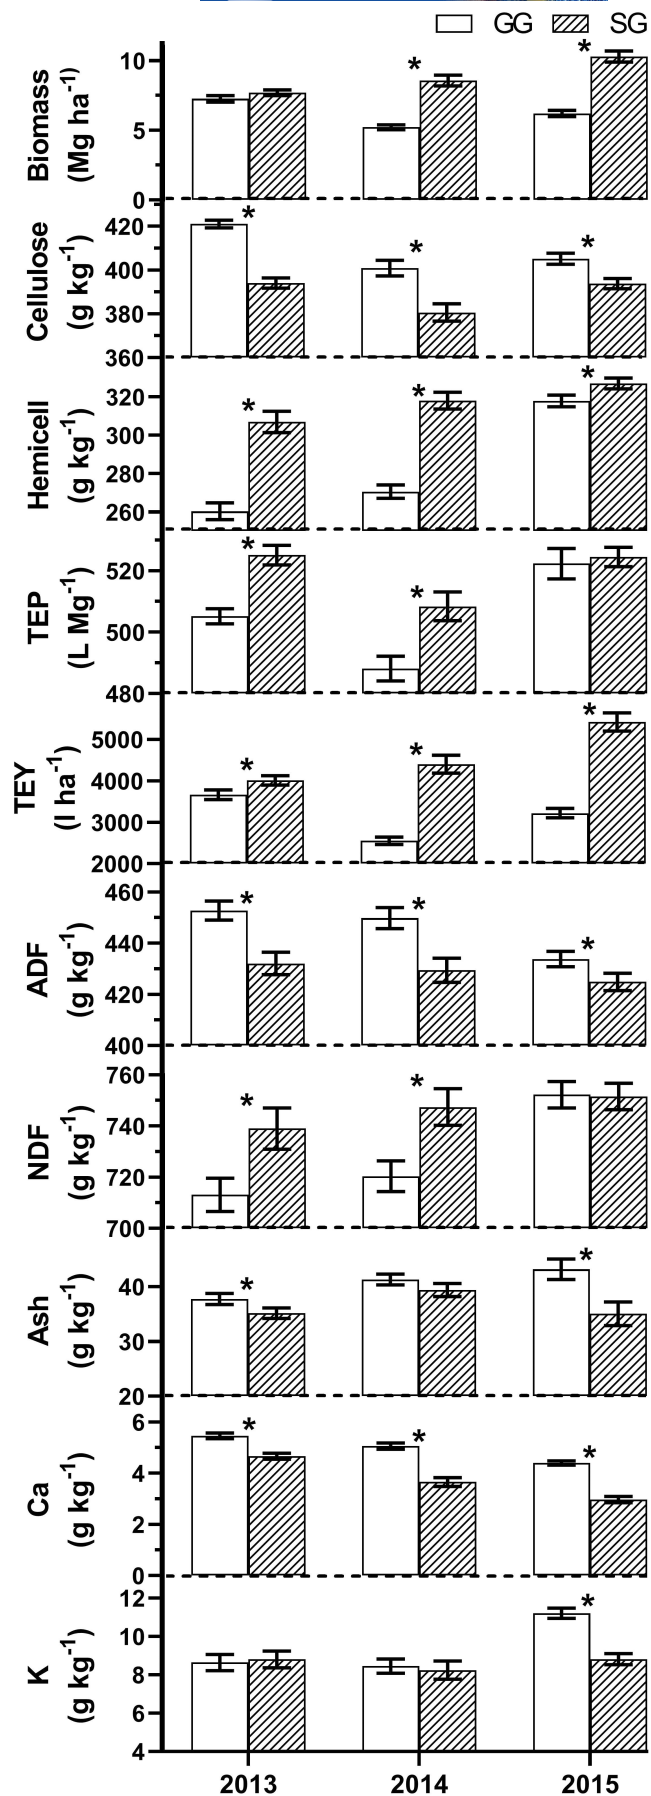 GG SG
Biomass
(Mg ha⁻¹)
10
5
0
*
*
Cellulose
(g kg⁻¹)
420
400
380
360
*
*
*
Hemicell
(g kg⁻¹)
320
300
280
260
*
*
*
TEP
(L Mg⁻¹)
520
500
480
*
*
TEY
(l ha⁻¹)
5000
4000
3000
2000
*
*
*
ADF
(g kg⁻¹)
460
440
420
400
*
*
*
NDF
(g kg⁻¹)
760
740
720
700
*
*
Ash
(g kg⁻¹)
40
30
20
*
*
Ca
(g kg⁻¹)
6
4
2
0
*
*
*
K
(g kg⁻¹)
12
10
8
6
4
*
2013 2014 2015